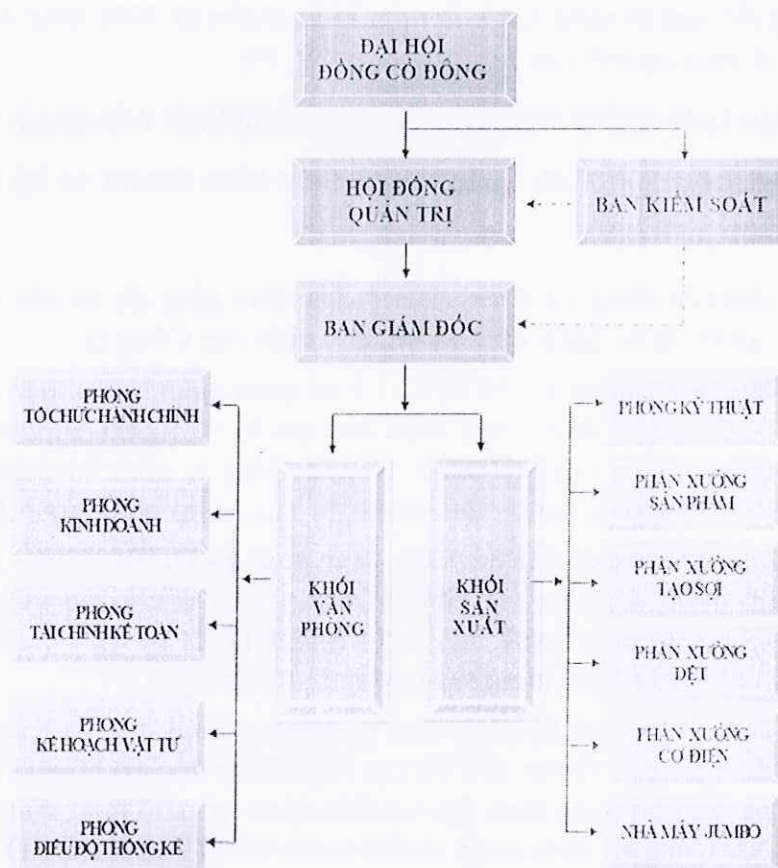 ĐẠI HỘI
ĐỒNG CỔ ĐÔNG
HỘI ĐỒNG
QUẢN TRỊ
BAN KIỂM SOÁT
BAN GIÁM ĐỐC
PHÒNG
TỔ CHỨC HÀNH CHÍNH
PHÒNG
KINH DOANH
PHÒNG
TÀI CHÍNH KẾ TOÁN
PHÒNG
KẾ HOẠCH VẬT TƯ
PHÒNG
ĐIỀU ĐỘ THỐNG KÊ
KHỐI
VĂN
PHÒNG
KHỐI
SẢN
XUẤT
PHÒNG KỸ THUẬT
PHÂN XƯỞNG
SẢN PHẨM
PHÂN XƯỞNG
TẠO SỢI
PHÂN XƯỞNG
DỆT
PHÂN XƯỞNG
CƠ ĐIỆN
NHÀ MÁY JUMBO